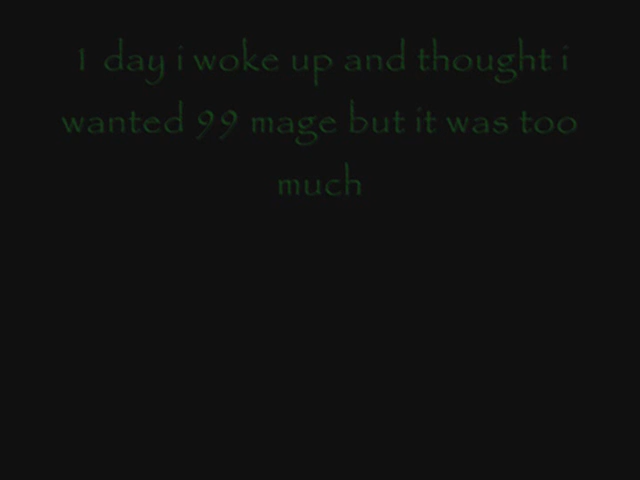 1 day i woke up and thought i
wanted 99 mage but it was too
much